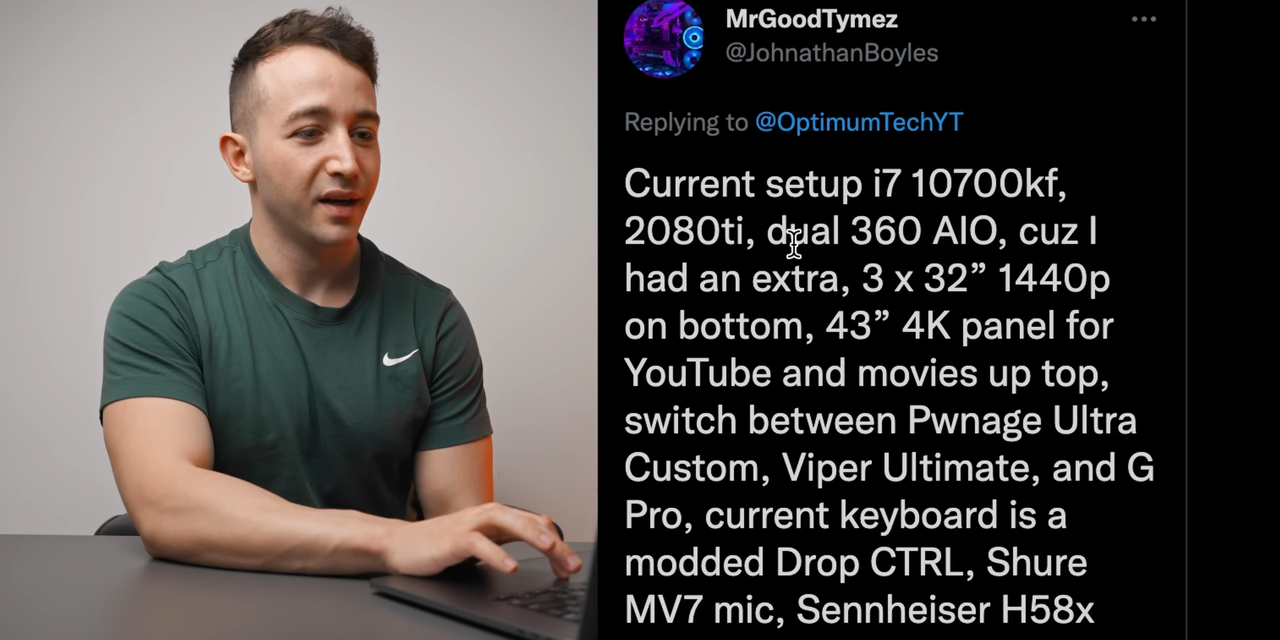 MrGoodTymez
@JohnathanBoyles
Replying to @OptimumTechYT
Current setup i7 10700kf,
2080ti, dual 360 AIO, cuz I
had an extra, 3 x 32” 1440p
on bottom, 43” 4K panel for
YouTube and movies up top,
switch between Pwnage Ultra
Custom, Viper Ultimate, and G
Pro, current keyboard is a
modded Drop CTRL, Shure
MV7 mic, Sennheiser H58x